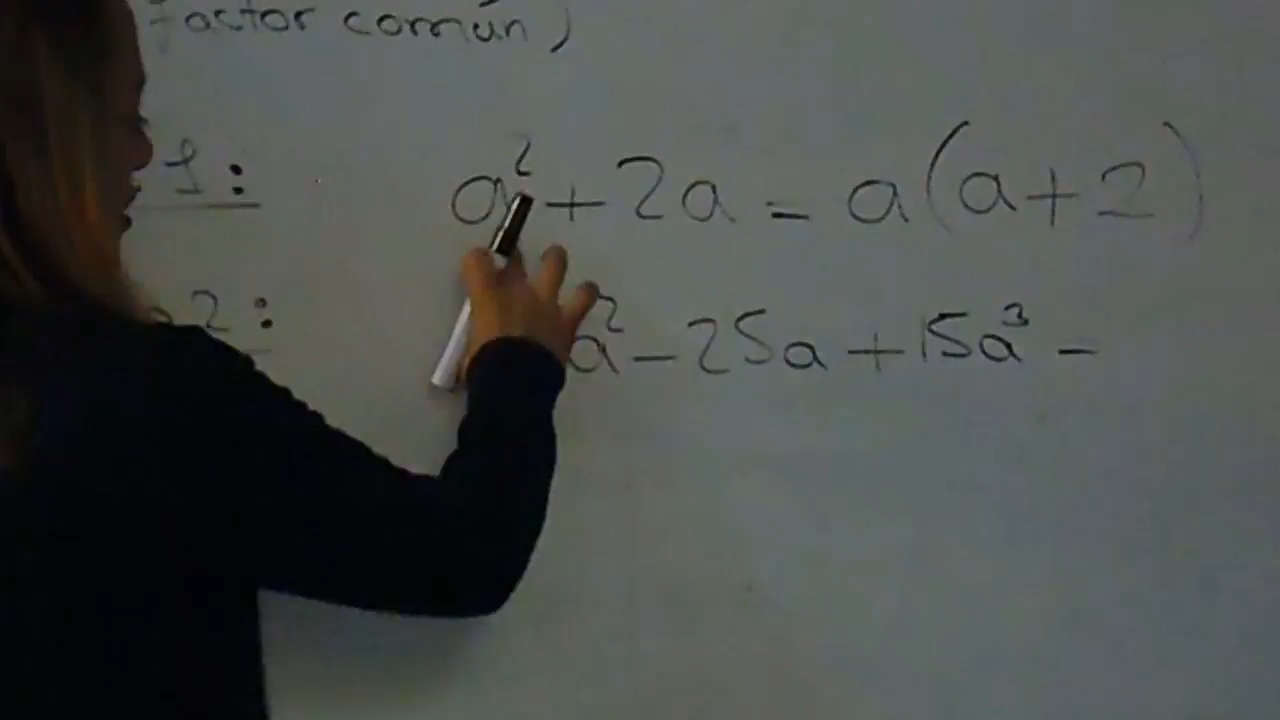 factor común)
1: a² + 2a = a(a+2)
2: a² - 25a + 15a³ -